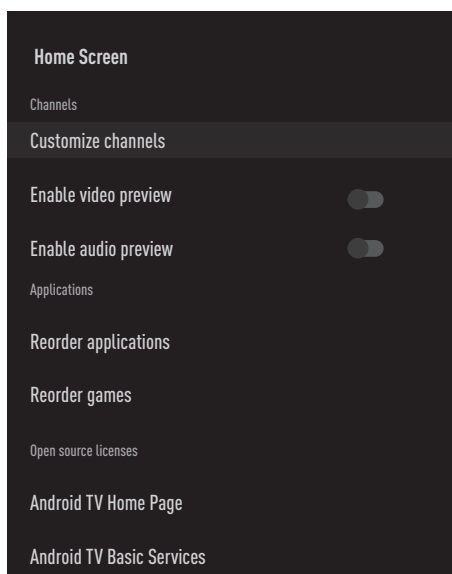 Home Screen
Channels
Customize channels
Enable video preview
Enable audio preview
Applications
Reorder applications
Reorder games
Open source licenses
Android TV Home Page
Android TV Basic Services